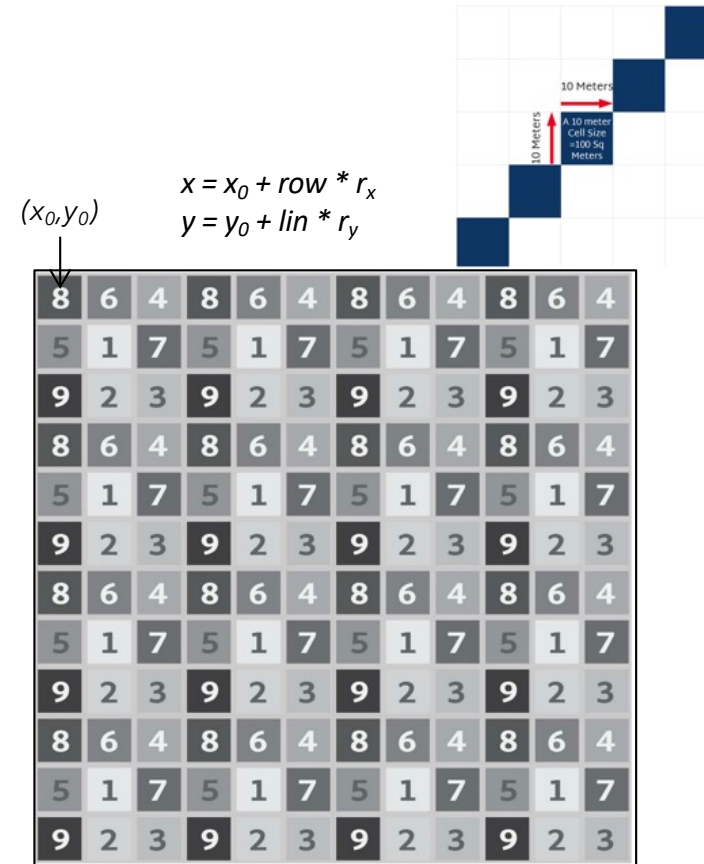 10 Meters
10 Meters
A 10 meter
Cell Size
=100 Sq
Meters
x = x₀ + row * rₓ
y = y₀ + lin * r_y
(x₀,y₀)
8 6 4 8 6 4 8 6 4 8 6 4
5 1 7 5 1 7 5 1 7 5 1 7
9 2 3 9 2 3 9 2 3 9 2 3
8 6 4 8 6 4 8 6 4 8 6 4
5 1 7 5 1 7 5 1 7 5 1 7
9 2 3 9 2 3 9 2 3 9 2 3
8 6 4 8 6 4 8 6 4 8 6 4
5 1 7 5 1 7 5 1 7 5 1 7
9 2 3 9 2 3 9 2 3 9 2 3
8 6 4 8 6 4 8 6 4 8 6 4
5 1 7 5 1 7 5 1 7 5 1 7
9 2 3 9 2 3 9 2 3 9 2 3